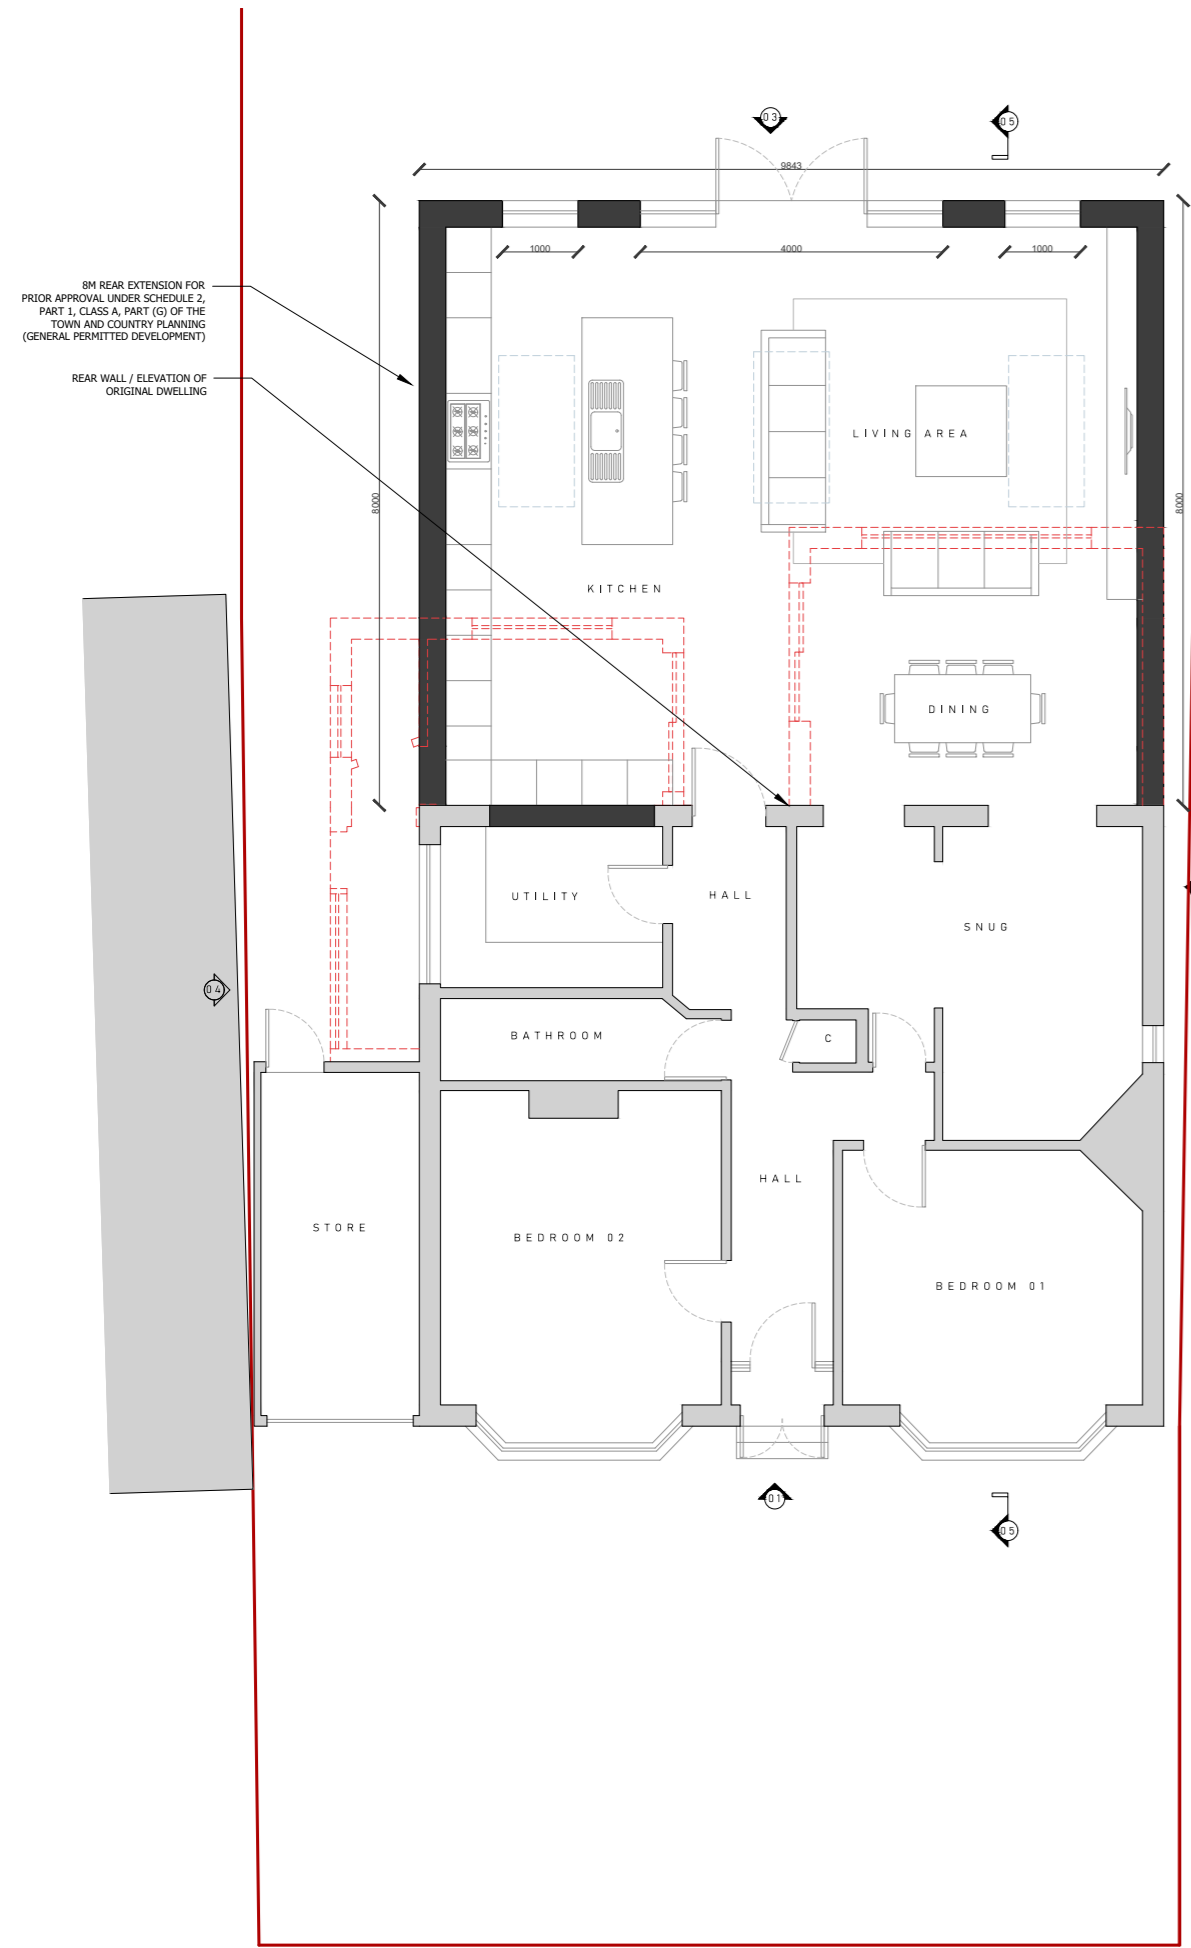 03
05
9843
1000
4000
1000
8M REAR EXTENSION FOR
PRIOR APPROVAL UNDER SCHEDULE 2,
PART 1, CLASS A, PART (G) OF THE
TOWN AND COUNTRY PLANNING
(GENERAL PERMITTED DEVELOPMENT)
REAR WALL / ELEVATION OF
ORIGINAL DWELLING
LIVING AREA
8000
8000
KITCHEN
DINING
UTILITY
HALL
SNUG
04
BATHROOM
C
HALL
STORE
BEDROOM 02
BEDROOM 01
01
05